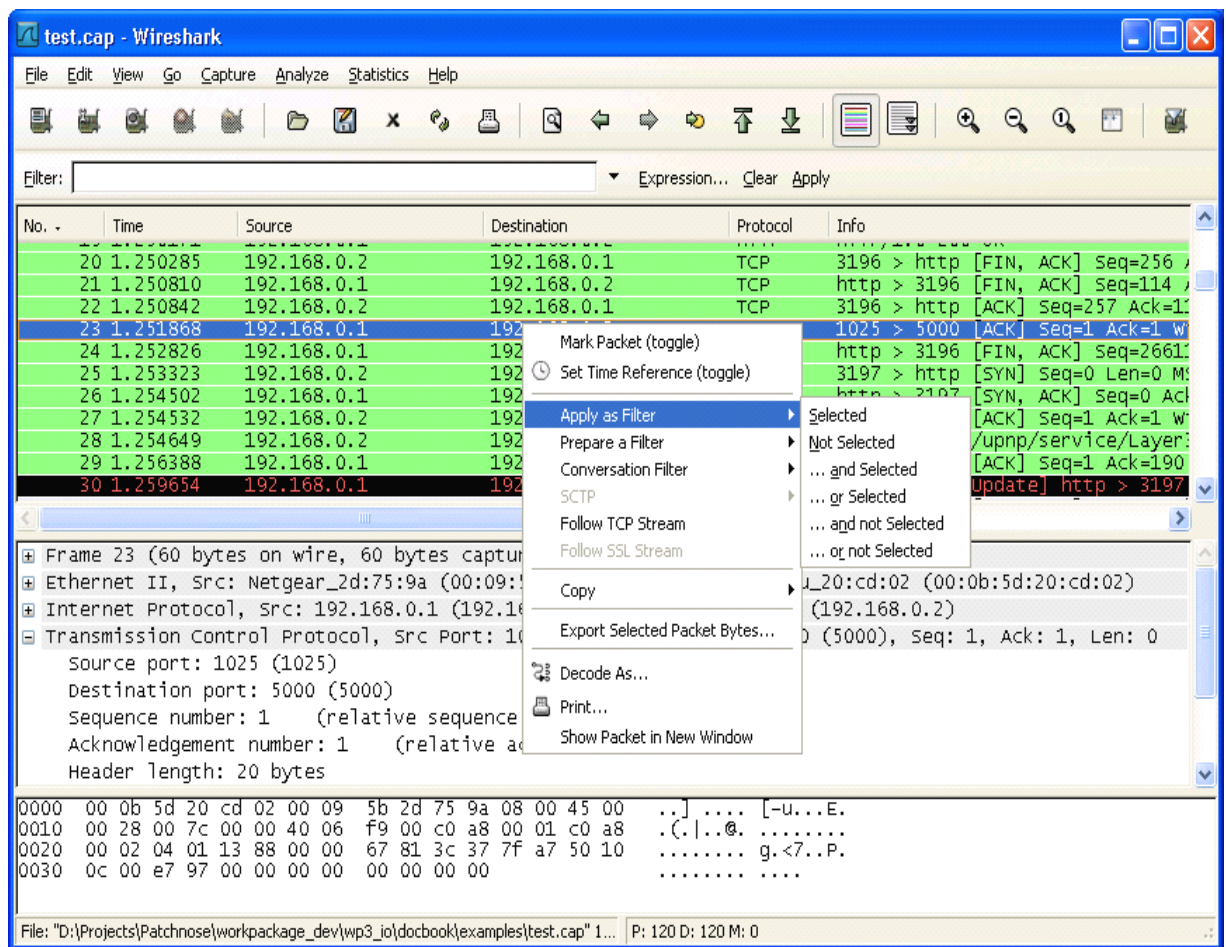 test.cap - Wireshark
File Edit View Go Capture Analyze Statistics Help
Filter: Expression... Clear Apply
No. Time Source Destination Protocol Info
20 1.250285 192.168.0.2 192.168.0.1 TCP 3196 > http [FIN, ACK] Seq=256
21 1.250810 192.168.0.1 192.168.0.2 TCP http > 3196 [FIN, ACK] Seq=114
22 1.250842 192.168.0.2 192.168.0.1 TCP 3196 > http [ACK] Seq=257 Ack=11
23 1.251868 192.168.0.1 192 1025 > 5000 [ACK] Seq=1 Ack=1 W
24 1.252826 192.168.0.1 192 http > 3196 [FIN, ACK] Seq=26611
25 1.253323 192.168.0.2 192 3197 > http [SYN] Seq=0 Len=0 MS
26 1.254502 192.168.0.1 192 http > 3197 [SYN, ACK] Seq=0 Ack
27 1.254532 192.168.0.2 192 [ACK] Seq=1 Ack=1 W
28 1.254649 192.168.0.2 192 /upnp/service/Layer3
29 1.256388 192.168.0.1 192 [ACK] Seq=1 Ack=190
30 1.259654 192.168.0.1 192 Update] http > 3197
Mark Packet (toggle)
Set Time Reference (toggle)
Apply as Filter
Prepare a Filter
Conversation Filter
SCTP
Follow TCP Stream
Follow SSL Stream
Copy
Export Selected Packet Bytes...
Decode As...
Print...
Show Packet in New Window
Selected
Not Selected
... and Selected
... or Selected
... and not Selected
... or not Selected
Frame 23 (60 bytes on wire, 60 bytes captur
Ethernet II, Src: Netgear_2d:75:9a (00:09: u_20:cd:02 (00:0b:5d:20:cd:02)
Internet Protocol, Src: 192.168.0.1 (192.16 (192.168.0.2)
Transmission Control Protocol, Src Port: 10 (5000), Seq: 1, Ack: 1, Len: 0
Source port: 1025 (1025)
Destination port: 5000 (5000)
Sequence number: 1 (relative sequence
Acknowledgement number: 1 (relative ac
Header length: 20 bytes
0000 00 0b 5d 20 cd 02 00 09 5b 2d 75 9a 08 00 45 00 ..] .... [-u...E.
0010 00 28 00 7c 00 00 40 06 f9 00 c0 a8 00 01 c0 a8 .(.|..@. ........
0020 00 02 04 01 13 88 00 00 67 81 3c 37 7f a7 50 10 ........ g.<7..P.
0030 0c 00 e7 97 00 00 00 00 00 00 00 00 ........ ....
File: "D:\Projects\Patchnose\workpackage_dev\wp3_io\docbook\examples\test.cap" 1... P: 120 D: 120 M: 0